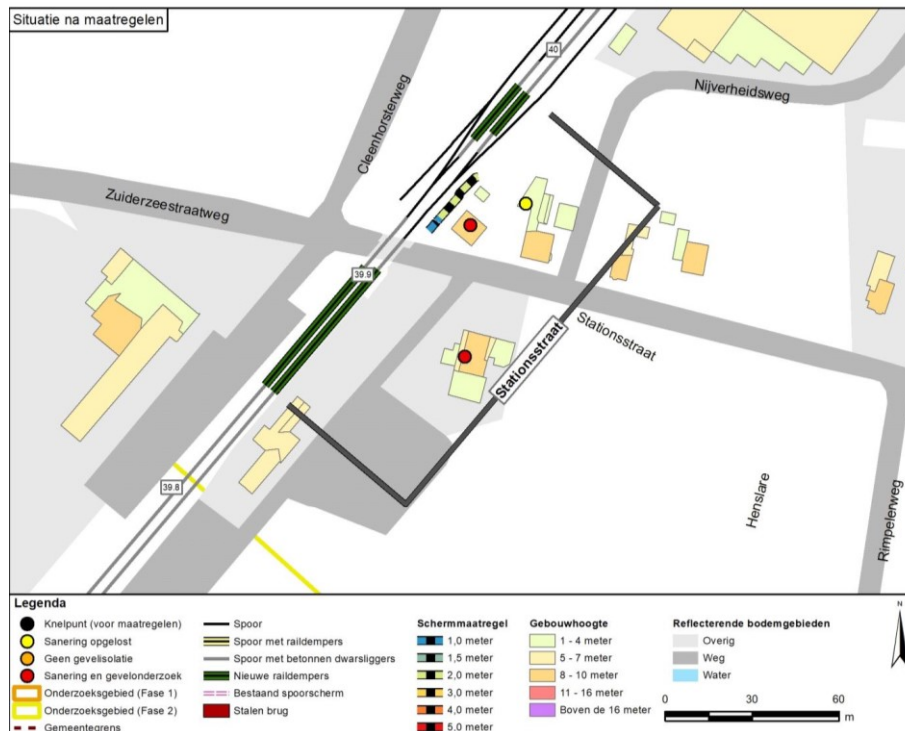 Situatie na maatregelen
40
Nijverheidsweg
Cleenhorsterweg
Zuiderzeestraatweg
39.9
Stationsstraat
Stationsstraat
39.8
Henslare
Rimpelerweg
Legenda
Knelpunt (voor maatregelen)
Sanering opgelost
Geen gevelisolatie
Sanering en gevelonderzoek
Onderzoeksgebied (Fase 1)
Onderzoeksgebied (Fase 2)
Gemeentegrens
Spoor
Spoor met raildempers
Spoor met betonnen dwarsliggers
Nieuwe raildempers
Bestaand spoorscherm
Stalen brug
Schermmaatregel
1,0 meter
1,5 meter
2,0 meter
3,0 meter
4,0 meter
5,0 meter
Gebouwhoogte
1 - 4 meter
5 - 7 meter
8 - 10 meter
11 - 16 meter
Boven de 16 meter
Reflecterende bodemgebieden
Overig
Weg
Water
N
0 15 30 60
m